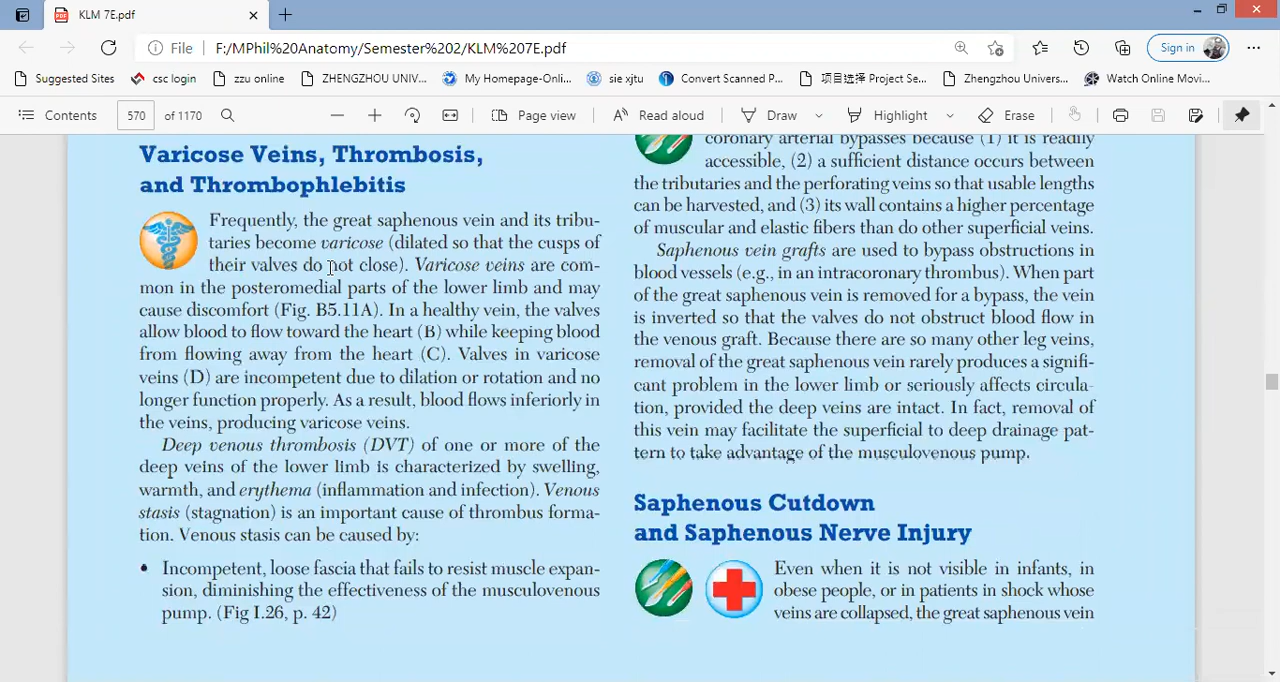 KLM 7E.pdf
File
F:/MPhil%20Anatomy/Semester%202/KLM%207E.pdf
Sign in
Suggested Sites
csc login
zzu online
ZHENGZHOU UNIV...
My Homepage-Onli...
sie xjtu
Convert Scanned P...
项目选择 Project Se...
Zhengzhou Univers...
Watch Online Movi...
Contents
570 of 1170
Page view
Read aloud
Draw
Highlight
Erase
Varicose Veins, Thrombosis,
and Thrombophlebitis
Frequently, the great saphenous vein and its tribu-
taries become varicose (dilated so that the cusps of
their valves do not close). Varicose veins are com-
mon in the posteromedial parts of the lower limb and may
cause discomfort (Fig. B5.11A). In a healthy vein, the valves
allow blood to flow toward the heart (B) while keeping blood
from flowing away from the heart (C). Valves in varicose
veins (D) are incompetent due to dilation or rotation and no
longer function properly. As a result, blood flows inferiorly in
the veins, producing varicose veins.
Deep venous thrombosis (DVT) of one or more of the
deep veins of the lower limb is characterized by swelling,
warmth, and erythema (inflammation and infection). Venous
stasis (stagnation) is an important cause of thrombus forma-
tion. Venous stasis can be caused by:
• Incompetent, loose fascia that fails to resist muscle expan-
sion, diminishing the effectiveness of the musculovenous
pump. (Fig I.26, p. 42)
coronary arterial bypasses because (1) it is readily
accessible, (2) a sufficient distance occurs between
the tributaries and the perforating veins so that usable lengths
can be harvested, and (3) its wall contains a higher percentage
of muscular and elastic fibers than do other superficial veins.
Saphenous vein grafts are used to bypass obstructions in
blood vessels (e.g., in an intracoronary thrombus). When part
of the great saphenous vein is removed for a bypass, the vein
is inverted so that the valves do not obstruct blood flow in
the venous graft. Because there are so many other leg veins,
removal of the great saphenous vein rarely produces a signifi-
cant problem in the lower limb or seriously affects circula-
tion, provided the deep veins are intact. In fact, removal of
this vein may facilitate the superficial to deep drainage pat-
tern to take advantage of the musculovenous pump.
Saphenous Cutdown
and Saphenous Nerve Injury
Even when it is not visible in infants, in
obese people, or in patients in shock whose
veins are collapsed, the great saphenous vein